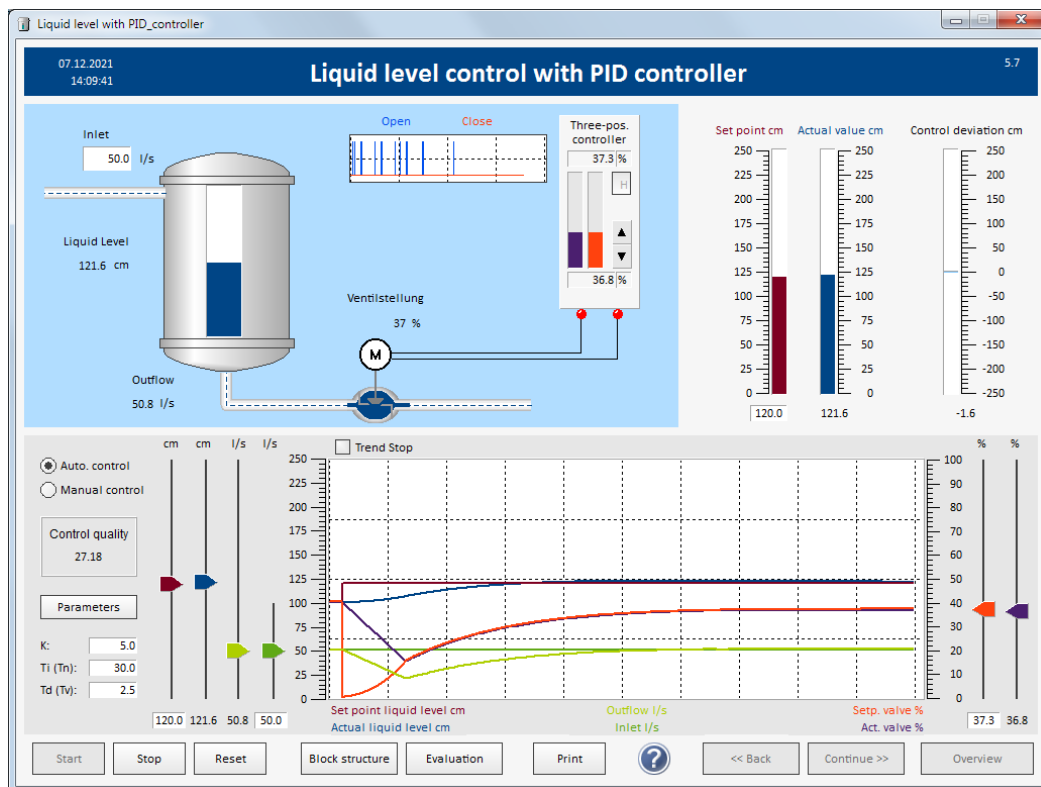 Liquid level with PID_controller
07.12.2021
14:09:41
Liquid level control with PID controller
5.7
Inlet
50.0 l/s
Liquid Level
121.6 cm
Outflow
50.8 l/s
Open Close
Ventilstellung
37 %
M
Three-pos.
controller
37.3 %
H
▲
▼
36.8 %
Set point cm Actual value cm Control deviation cm
250 250 250
225 225 200
200 200 150
175 175 100
150 150 50
125 125 0
100 100 -50
75 75 -100
50 50 -150
25 25 -200
0 0 -250
120.0 121.6 -1.6
Auto. control
Manual control
Control quality
27.18
Parameters
K: 5.0
Ti (Tn): 30.0
Td (Tv): 2.5
cm cm l/s l/s
120.0 121.6 50.8 50.0
Trend Stop
250
225
200
175
150
125
100
75
50
25
0
100
90
80
70
60
50
40
30
20
10
0
Set point liquid level cm Outflow l/s Setp. valve %
Actual liquid level cm Inlet l/s Act. valve %
% %
37.3 36.8
Start Stop Reset Block structure Evaluation Print ? << Back Continue >> Overview